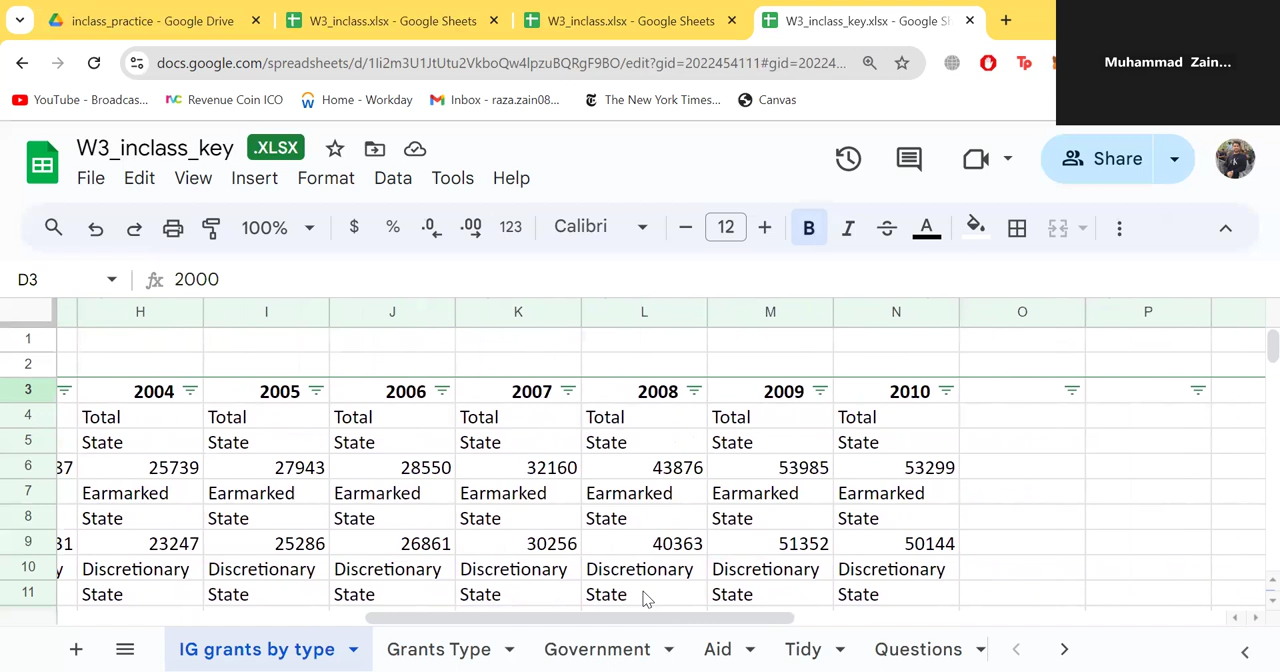 inclass_practice - Google Drive
W3_inclass.xlsx - Google Sheets
W3_inclass.xlsx - Google Sheets
W3_inclass_key.xlsx - Google Sh
Muhammad Zain...
docs.google.com/spreadsheets/d/1Ii2m3U1JtUtu2VkboQw4lpzuBQRgF9BO/edit?gid=2022454111#gid=20224...
Tp
YouTube - Broadcas...
Revenue Coin ICO
Home - Workday
Inbox - raza.zain08...
The New York Times...
Canvas
W3_inclass_key .XLSX
File Edit View Insert Format Data Tools Help
Share
100% $ % .0 .00 123 Calibri 12 B I A
D3 fx 2000
H I J K L M N O P
1
2
3 2004 2005 2006 2007 2008 2009 2010
4 Total Total Total Total Total Total Total
5 State State State State State State State
6 37 25739 27943 28550 32160 43876 53985 53299
7 Earmarked Earmarked Earmarked Earmarked Earmarked Earmarked Earmarked
8 State State State State State State State
9 31 23247 25286 26861 30256 40363 51352 50144
10 y Discretionary Discretionary Discretionary Discretionary Discretionary Discretionary Discretionary
11 State State State State State State State
IG grants by type Grants Type Government Aid Tidy Questions